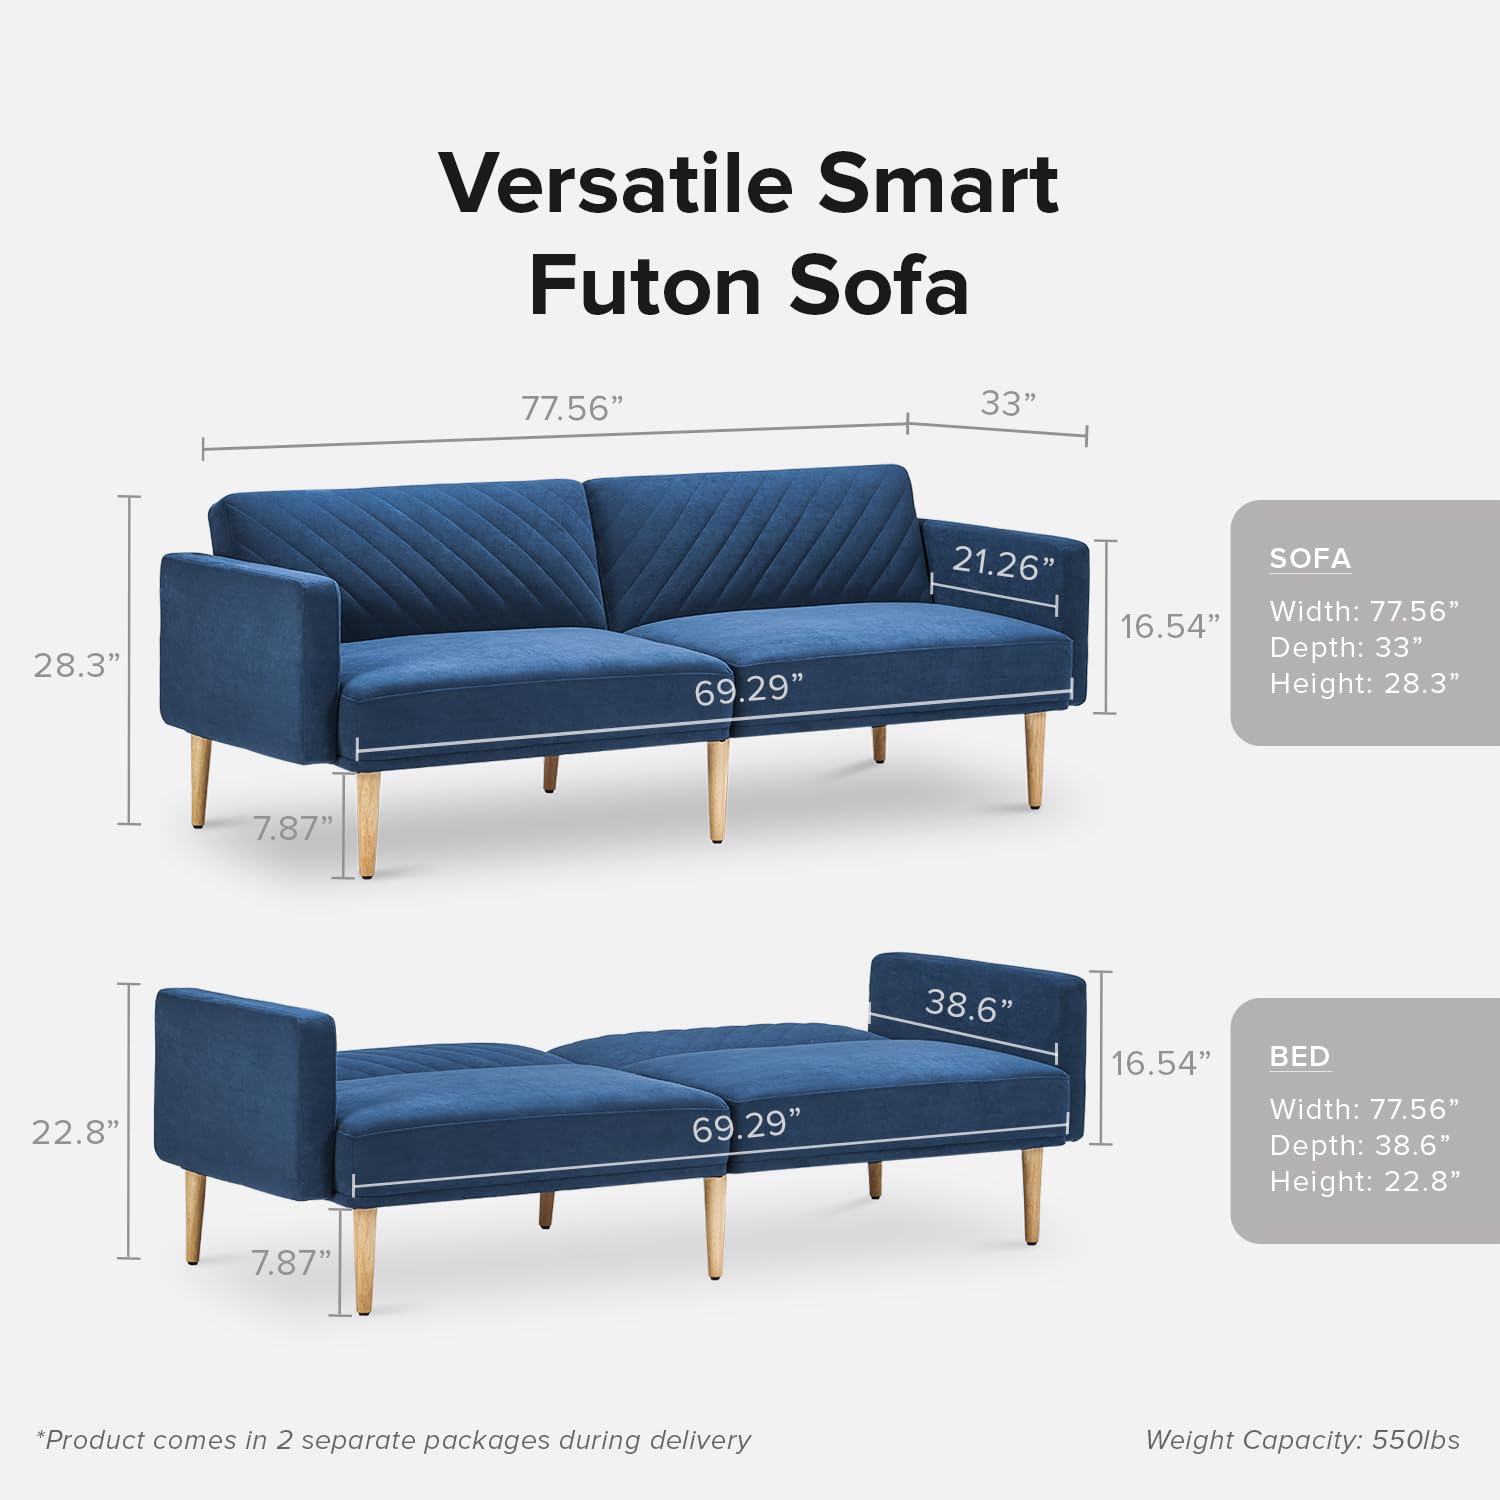 Versatile Smart
Futon Sofa
77.56”
33”
21.26”
28.3”
16.54”
69.29”
7.87”
SOFA
Width: 77.56”
Depth: 33”
Height: 28.3”
38.6”
22.8”
16.54”
69.29”
7.87”
BED
Width: 77.56”
Depth: 38.6”
Height: 22.8”
*Product comes in 2 separate packages during delivery
Weight Capacity: 550lbs